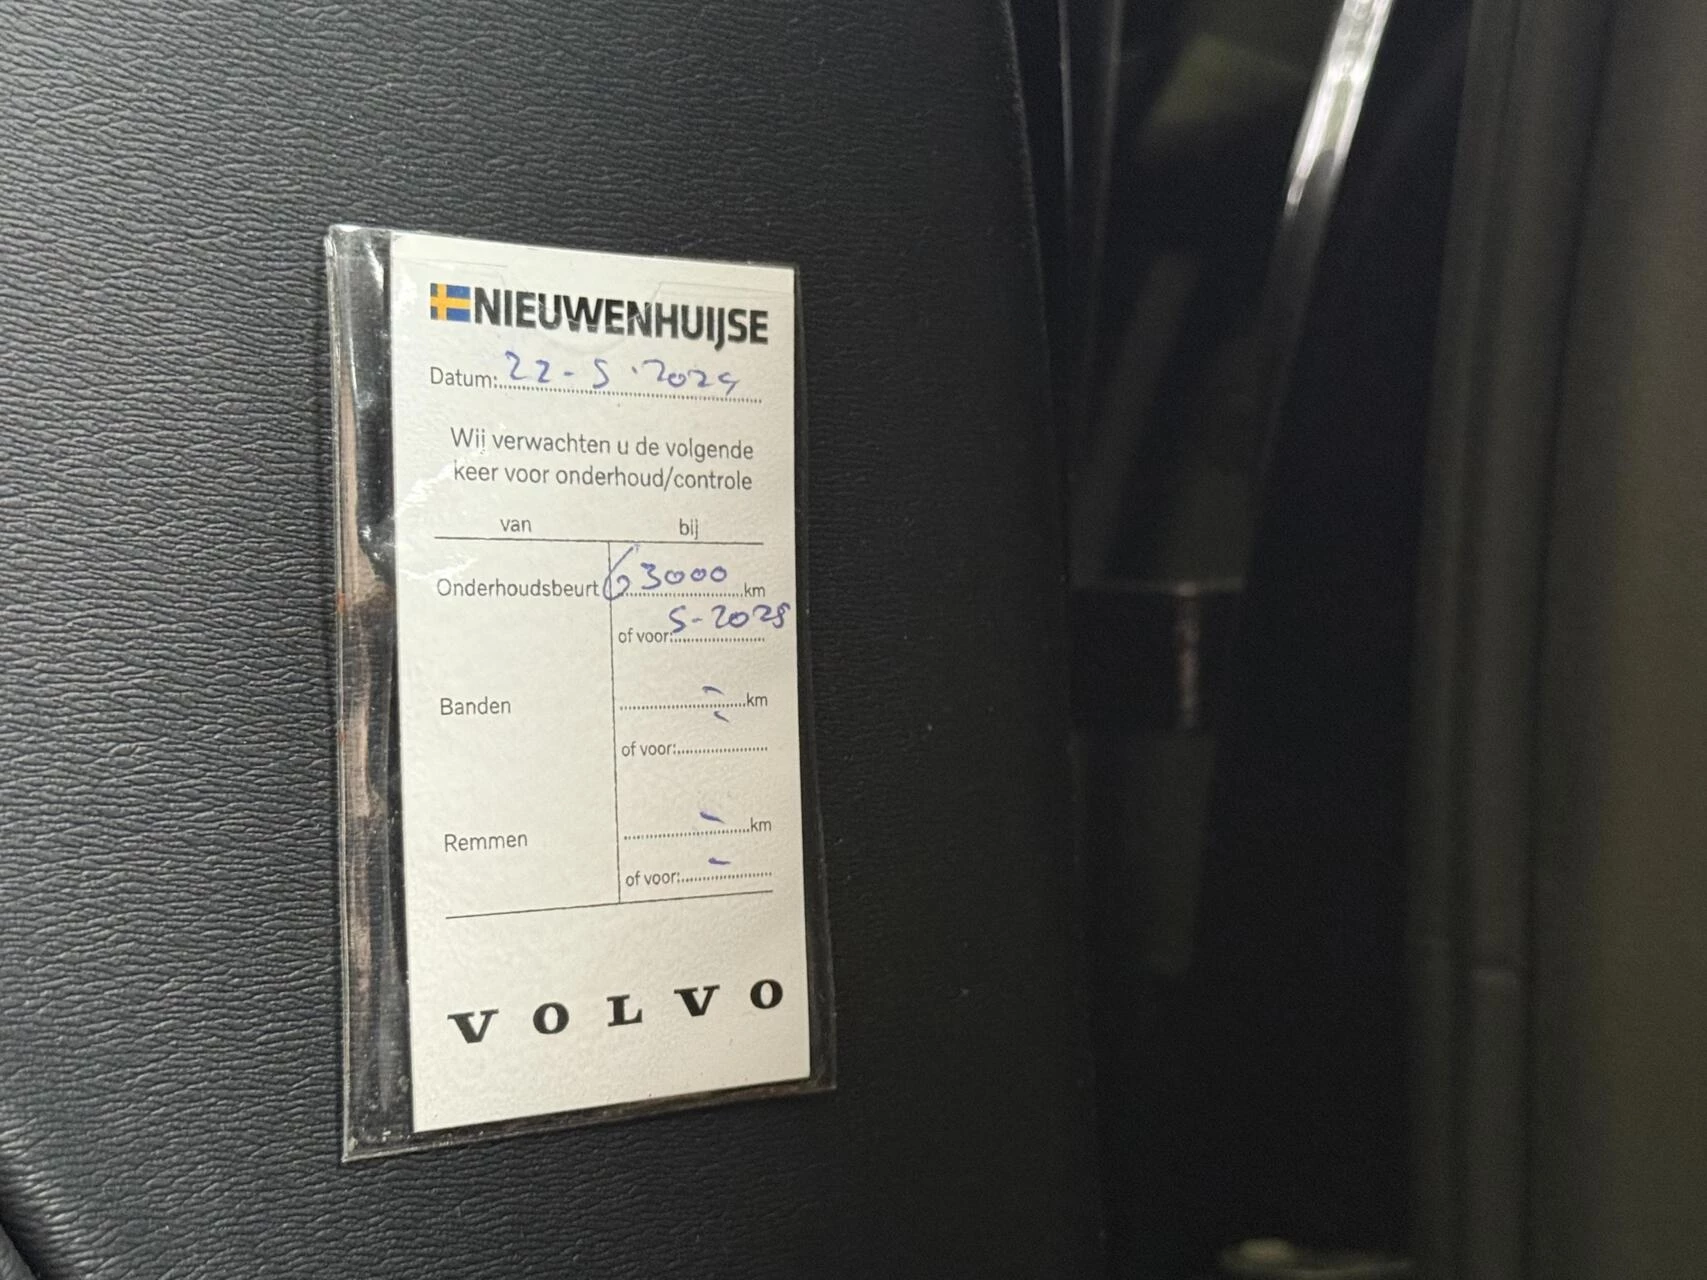 NIEUWENHUIJSE
Datum: 22-5-2024
Wij verwachten u de volgende
keer voor onderhoud/controle
van bij
Onderhoudsbeurt 63000 km
of voor: 5-2025
Banden - km
of voor: -
Remmen - km
of voor: -
VOLVO